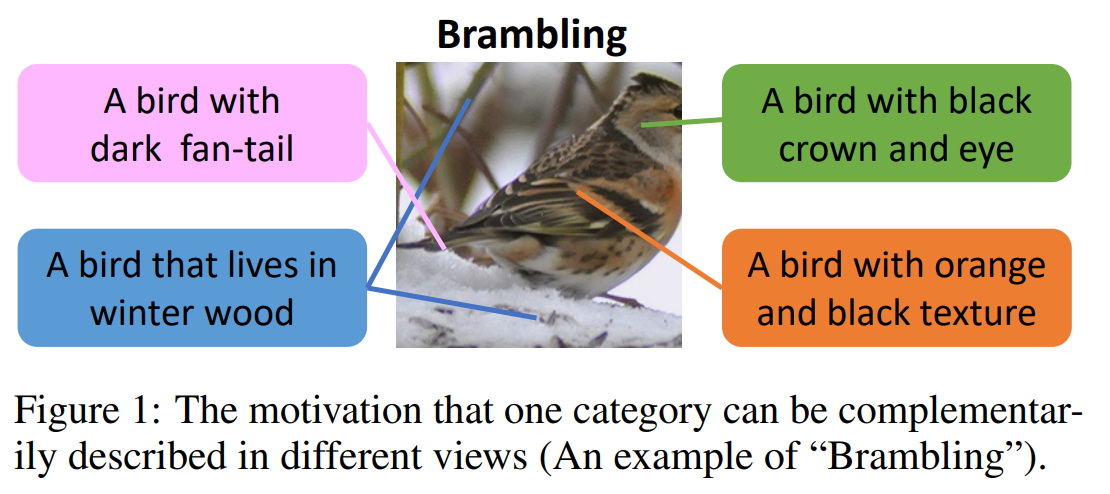 Brambling
A bird with
dark fan-tail
A bird that lives in
winter wood
A bird with black
crown and eye
A bird with orange
and black texture
Figure 1: The motivation that one category can be complementar-
ily described in different views (An example of “Brambling”).